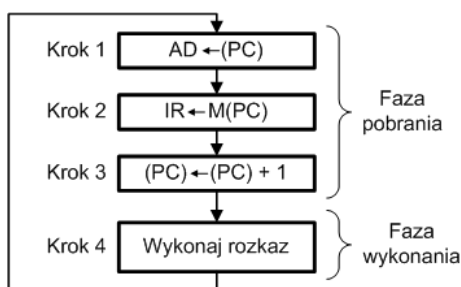 Krok 1
AD ←(PC)
Krok 2
IR←M(PC)
Krok 3
(PC)←(PC) + 1
Faza
pobrania
Krok 4
Wykonaj rozkaz
Faza
wykonania